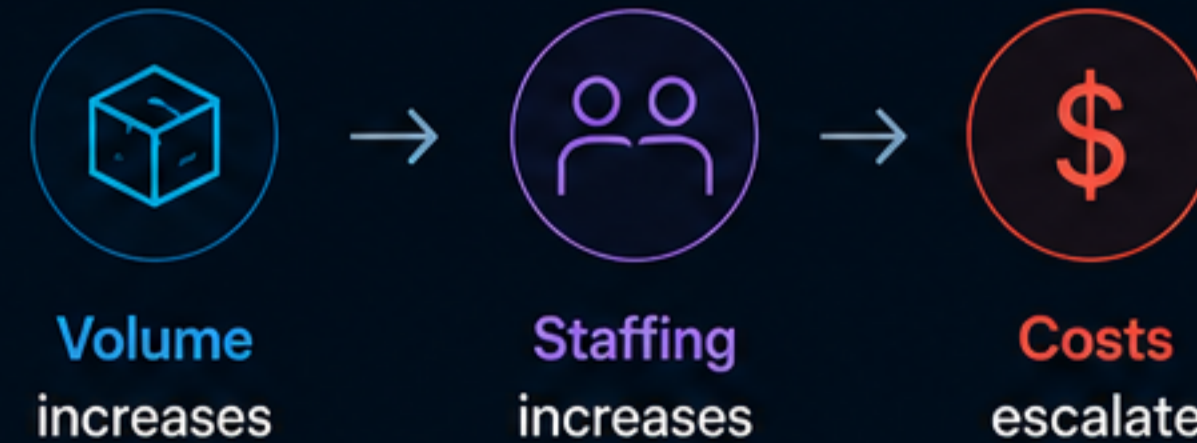 $
Volume
increases
Staffing
increases
Costs
escalate